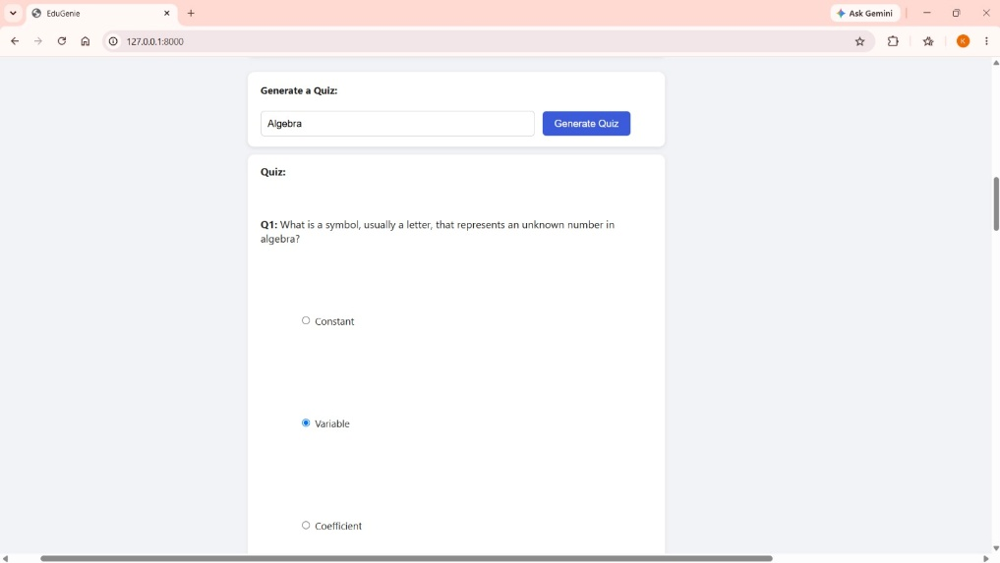 EduGenie
Ask Gemini
127.0.0.1:8000
K
Generate a Quiz:
Algebra
Generate Quiz
Quiz:
Q1: What is a symbol, usually a letter, that represents an unknown number in
algebra?
Constant
Variable
Coefficient